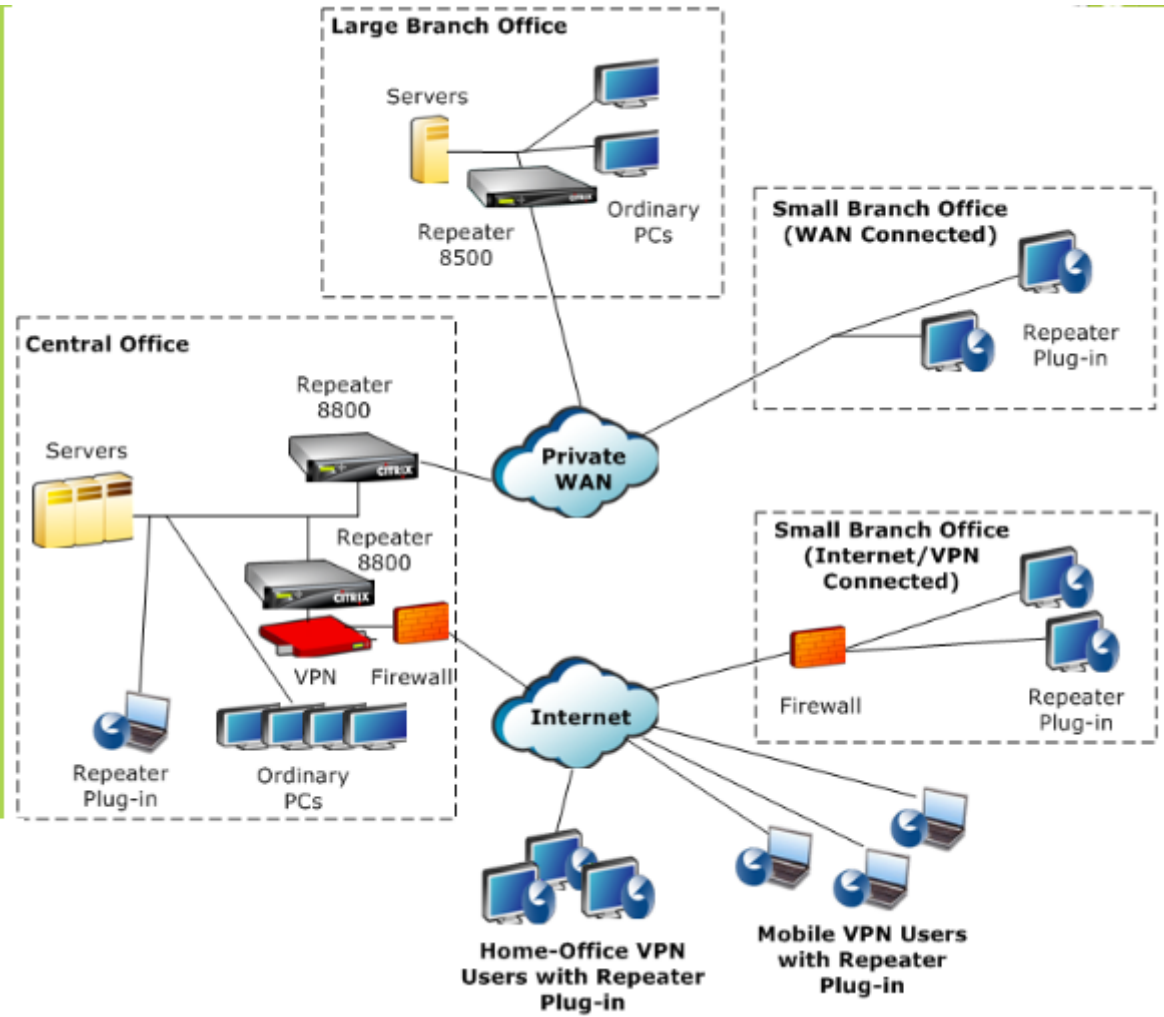 Large Branch Office
Servers
CITRIX
Repeater
8500
Ordinary
PCs
Small Branch Office
(WAN Connected)
Repeater
Plug-in
Central Office
Repeater
8800
CITRIX
Servers
Private
WAN
Repeater
8800
CITRIX
VPN
Firewall
Repeater
Plug-in
Ordinary
PCs
Small Branch Office
(Internet/VPN
Connected)
Firewall
Repeater
Plug-in
Internet
Home-Office VPN
Users with Repeater
Plug-in
Mobile VPN Users
with Repeater
Plug-in